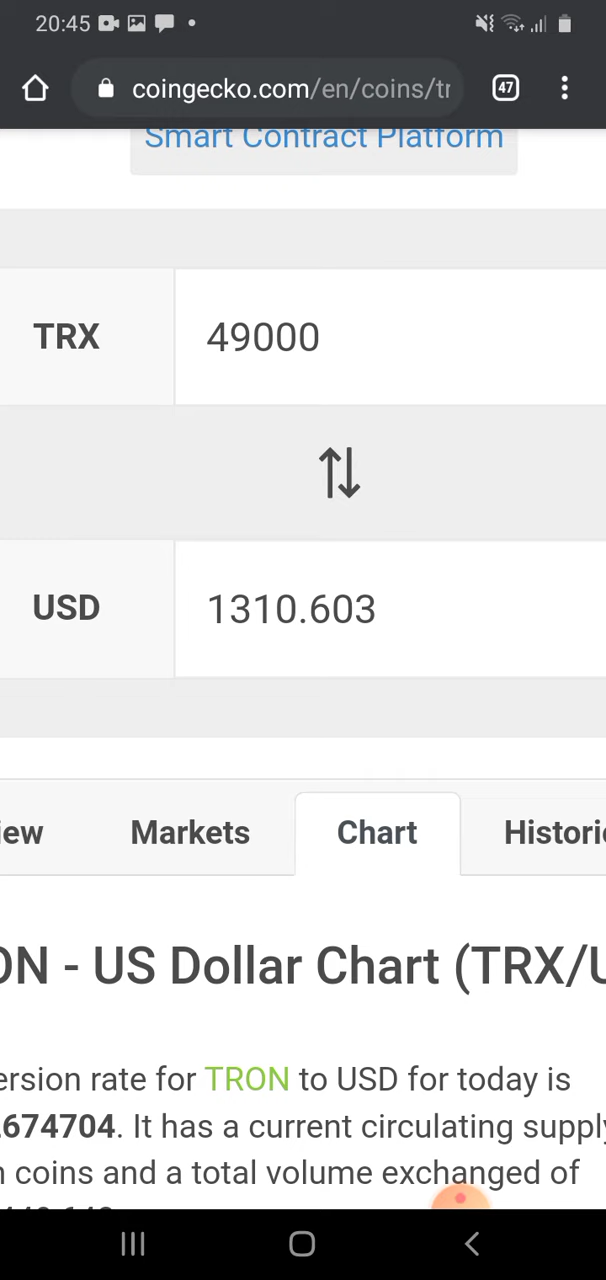 20:45
coingecko.com/en/coins/tr
47
Smart Contract Platform
TRX
49000
USD
1310.603
iew Markets Chart Histori
ON - US Dollar Chart (TRX/U
ersion rate for TRON to USD for today is
.674704. It has a current circulating supply
coins and a total volume exchanged of